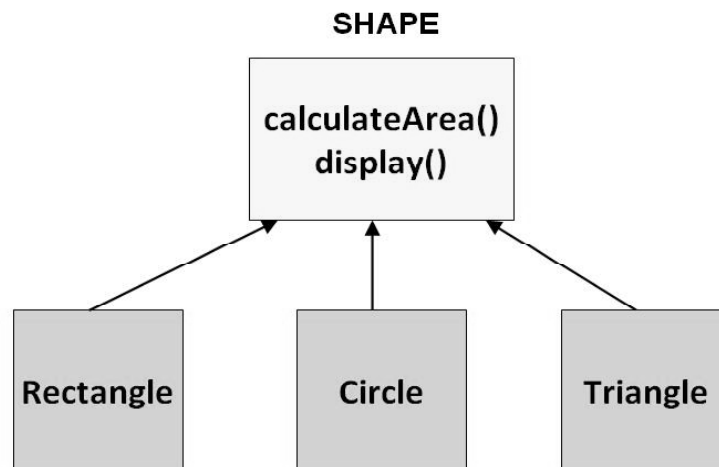 SHAPE
calculateArea()
display()
Rectangle
Circle
Triangle